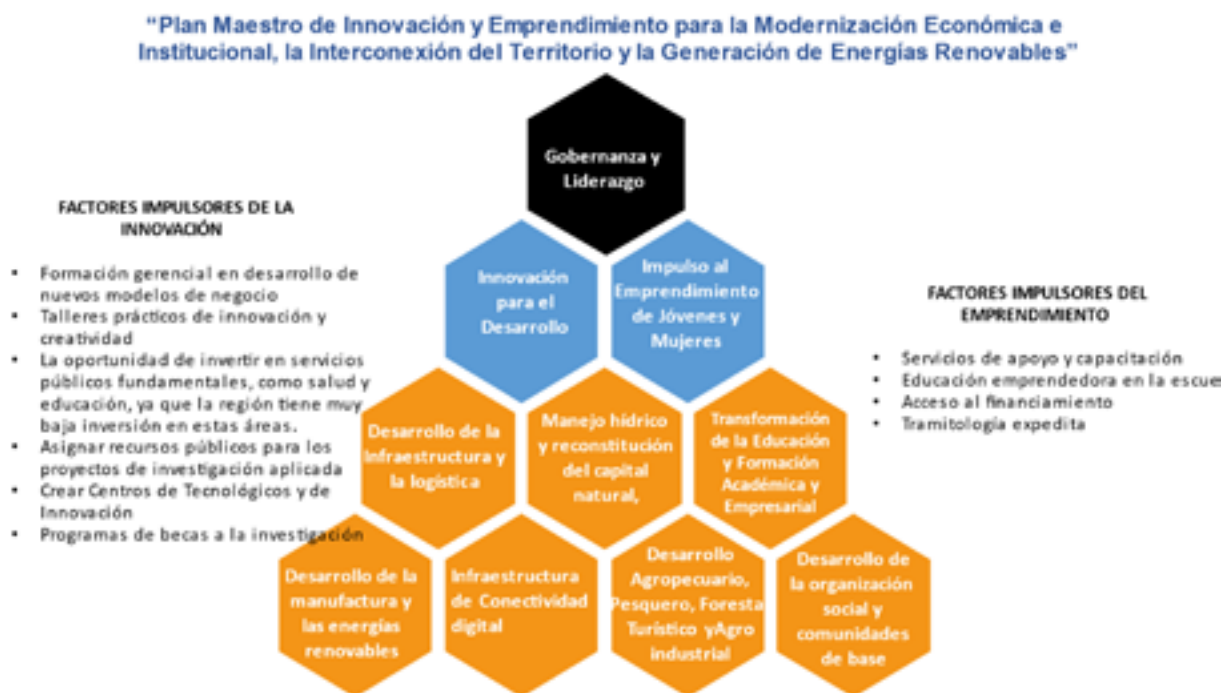 “Plan Maestro de Innovación y Emprendimiento para la Modernización Económica e
Institucional, la Interconexión del Territorio y la Generación de Energías Renovables”
Gobernanza y
Liderazgo
FACTORES IMPULSORES DE LA
INNOVACIÓN
• Formación gerencial en desarrollo de
nuevos modelos de negocio
• Talleres prácticos de innovación y
creatividad
• La oportunidad de invertir en servicios
públicos fundamentales, como salud y
educación, ya que la región tiene muy
baja inversión en estas áreas.
• Asignar recursos públicos para los
proyectos de investigación aplicada
• Crear Centros de Tecnológicos y de
Innovación
• Programas de becas a la investigación
Innovación
para el
Desarrollo
Impulso al
Emprendimiento
de Jóvenes y
Mujeres
FACTORES IMPULSORES DEL
EMPRENDIMIENTO
• Servicios de apoyo y capacitación
• Educación emprendedora en la escue
• Acceso al financiamiento
• Tramitología expedita
Desarrollo de la
Infraestructura y
la logística
Manejo hídrico
y reconstitución
del capital
natural,
Transformación
de la Educación
y Formación
Académica y
Empresarial
Desarrollo de la
manufactura y
las energías
renovables
Infraestructura
de Conectividad
digital
Desarrollo
Agropecuario,
Pesquero, Foresta
Turístico yAgro
industrial
Desarrollo de
la organización
social y
comunidades
de base